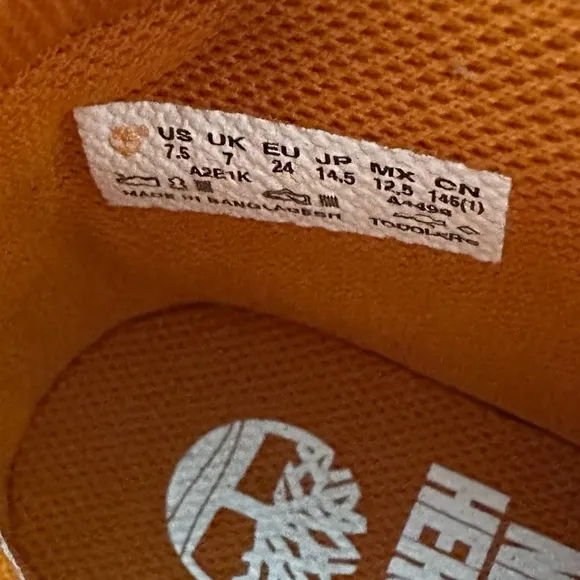 US UK EU JP MX CN
7.5 7 24 14.5 12.5 145(1)
A2E1K
MADE IN BANGLADESH TODDLERS
HER